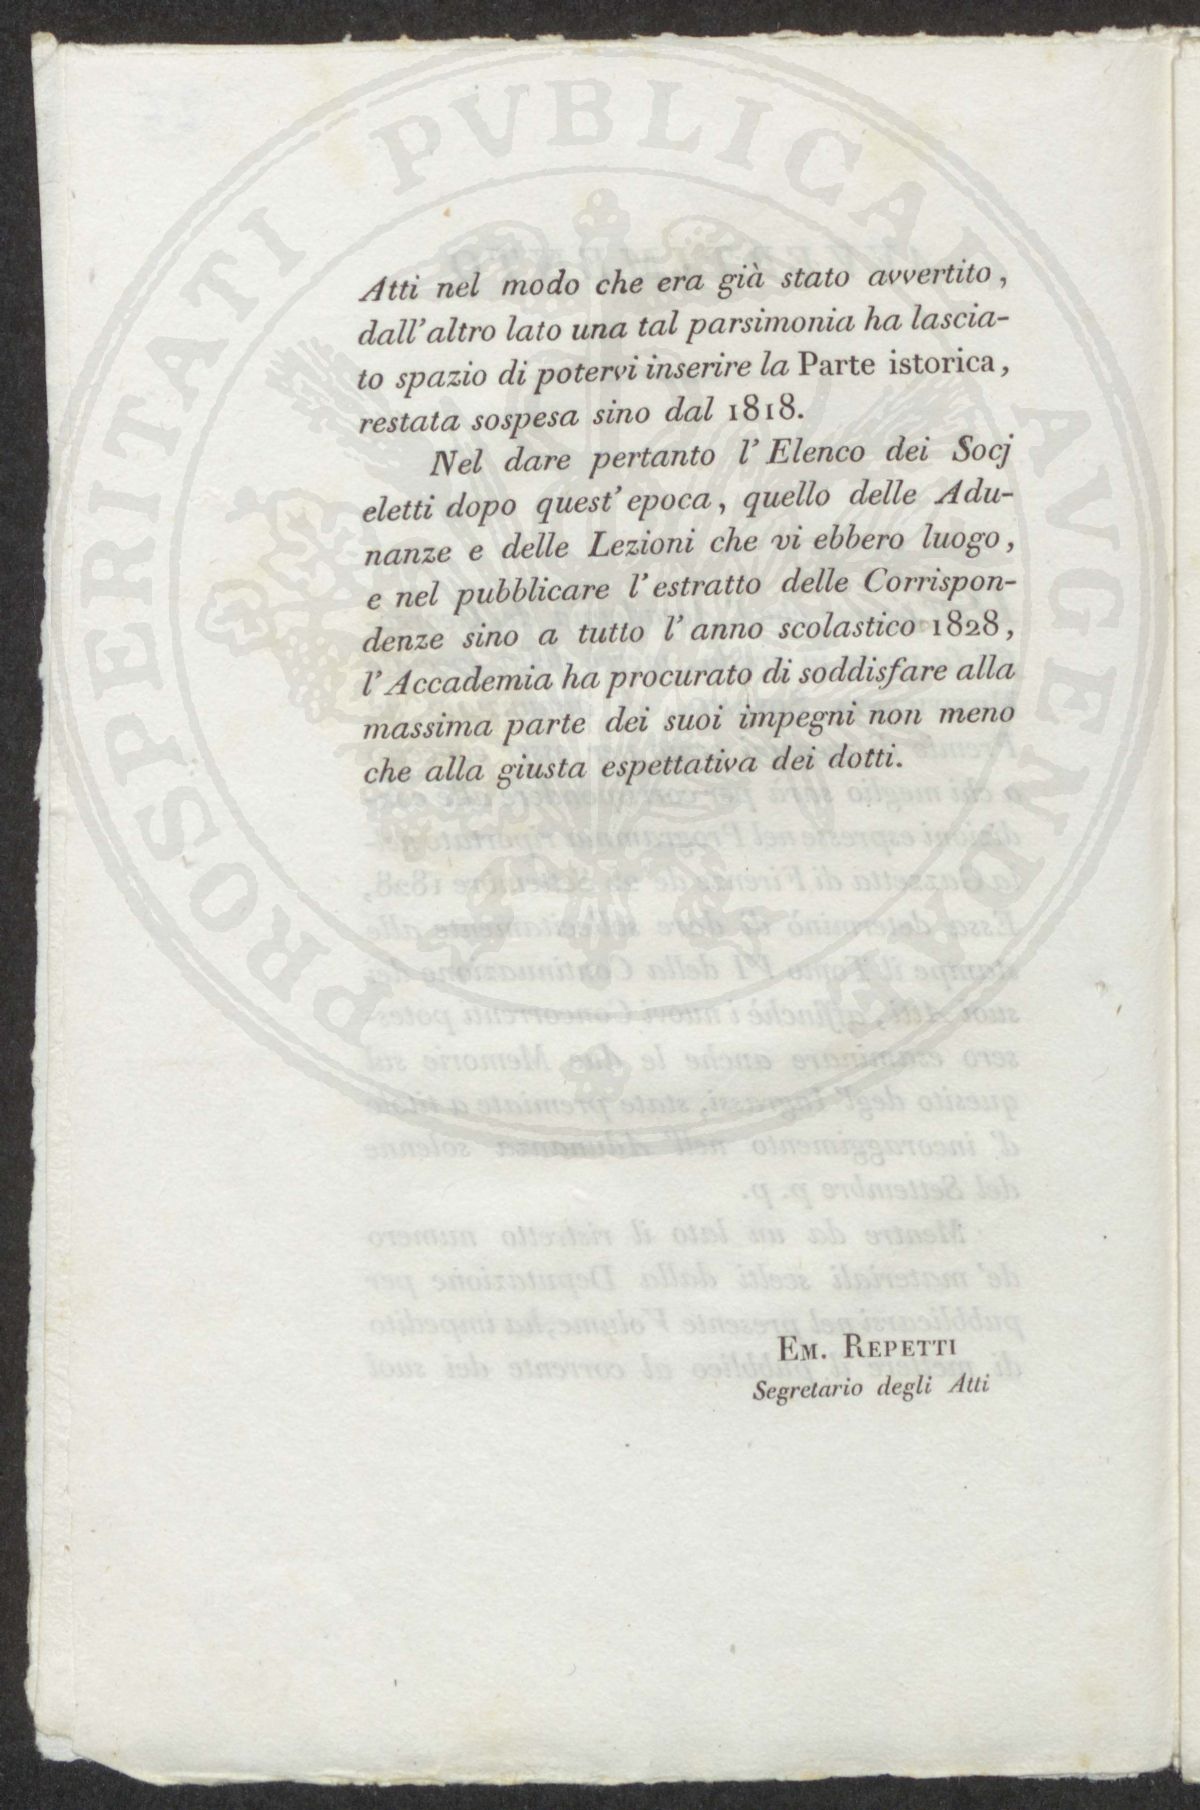 PROSPERITATI PVBLICAE AVGENDAE
Atti nel modo che era già stato avvertito,
dall'altro lato una tal parsimonia ha lascia-
to spazio di potervi inserire la Parte istorica,
restata sospesa sino dal 1818.
Nel dare pertanto l'Elenco dei Socj
eletti dopo quest'epoca, quello delle Adu-
nanze e delle Lezioni che vi ebbero luogo,
e nel pubblicare l'estratto delle Corrispon-
denze sino a tutto l'anno scolastico 1828,
l'Accademia ha procurato di soddisfare alla
massima parte dei suoi impegni non meno
che alla giusta espettativa dei dotti.
EM. REPETTI
Segretario degli Atti